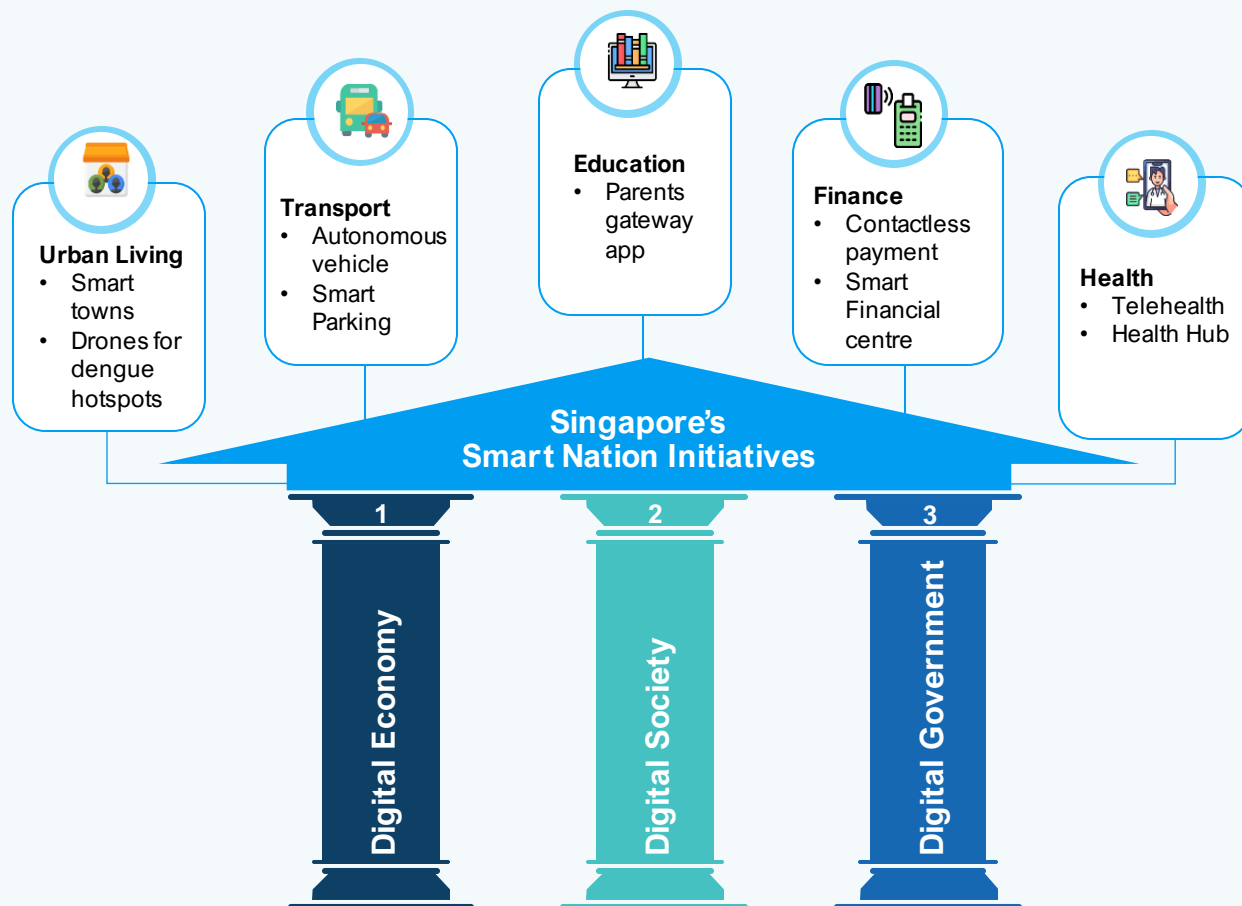 Urban Living
• Smart
towns
• Drones for
dengue
hotspots
Transport
• Autonomous
vehicle
• Smart
Parking
Education
• Parents
gateway
app
Finance
• Contactless
payment
• Smart
Financial
centre
Health
• Telehealth
• Health Hub
Singapore’s
Smart Nation Initiatives
1
Digital Economy
2
Digital Society
3
Digital Government